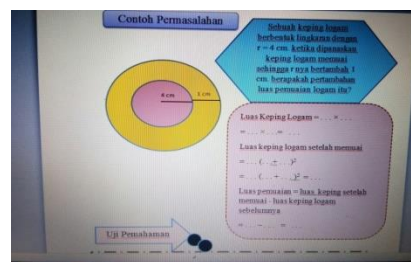 Contoh Permasalahan
Sebuah keping logam
berbentuk lingkaran dengan
r = 4 cm. ketika dipanaskan
keping logam memuai
sehingga r nya bertambah 1
cm. berapakah pertambahan
luas pemuaian logam itu?
4 cm
1 cm
Luas Keping Logam = . . . × . . .
= . . . × . . . = . . .
Luas keping logam setelah memuai
= . . . (. . + . . .)²
= . . . (. . . + . . .)² = . . .
Luas pemuaian = luas keping setelah
memuai - luas keping logam
sebelumnya
= . . . - . . . = . . .
Uji Pemahaman